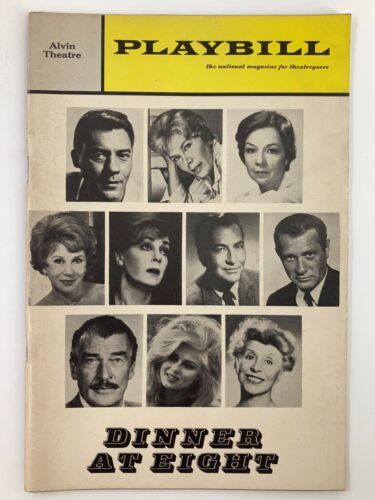 Alvin
Theatre
PLAYBILL
the national magazine for theatregoers
DINNER
AT EIGHT